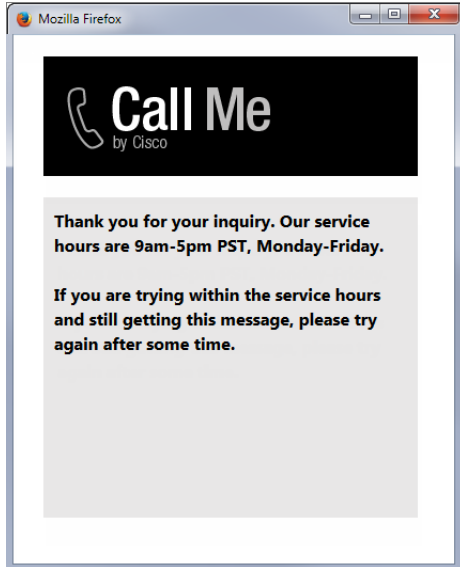 Mozilla Firefox
Call Me
by Cisco
Thank you for your inquiry. Our service
hours are 9am-5pm PST, Monday-Friday.
If you are trying within the service hours
and still getting this message, please try
again after some time.